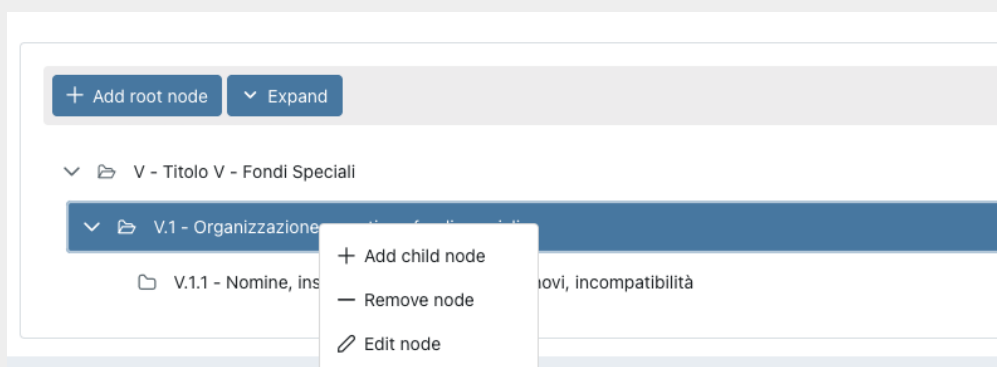 Add root node
Expand
V - Titolo V - Fondi Speciali
V.1 - Organizzazione
Add child node
V.1.1 - Nomine, ins
incompatibilità
Remove node
Edit node